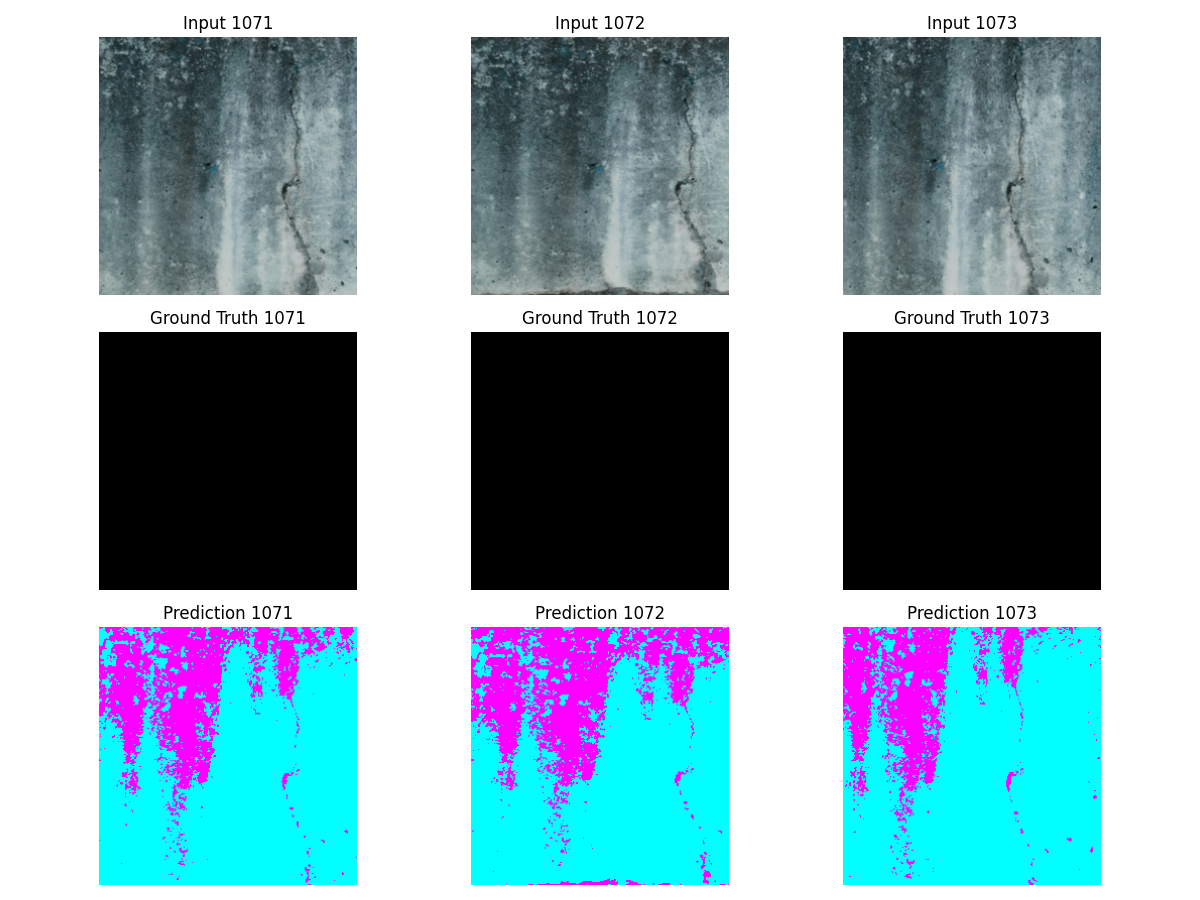 Input 1071
Input 1072
Input 1073
Ground Truth 1071
Ground Truth 1072
Ground Truth 1073
Prediction 1071
Prediction 1072
Prediction 1073